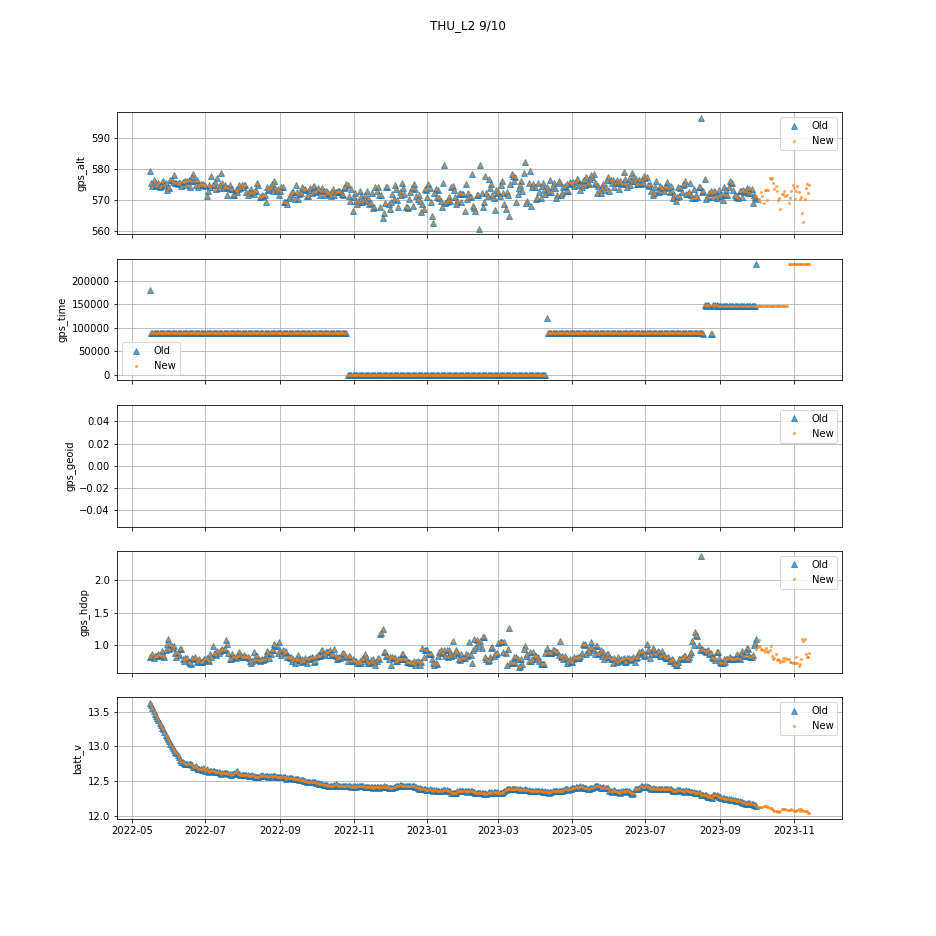 THU_L2 9/10
590
580
570
560
gps_alt
Old
New
200000
150000
100000
50000
0
gps_time
Old
New
0.04
0.02
0.00
−0.02
−0.04
gps_geoid
Old
New
2.0
1.5
1.0
gps_hdop
Old
New
13.5
13.0
12.5
12.0
batt_v
Old
New
2022-05 2022-07 2022-09 2022-11 2023-01 2023-03 2023-05 2023-07 2023-09 2023-11